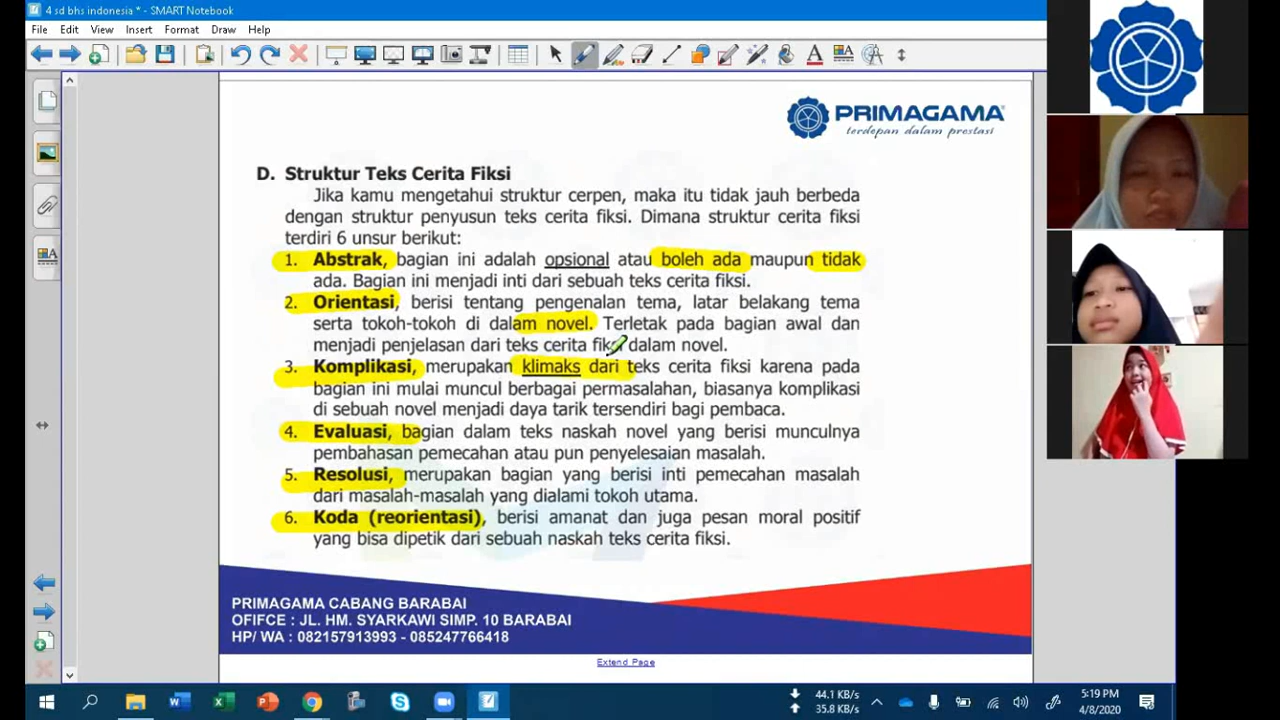 4 sd bhs indonesia * - SMART Notebook
File Edit View Insert Format Draw Help
PRIMAGAMA
terdepan dalam prestasi
D. Struktur Teks Cerita Fiksi
Jika kamu mengetahui struktur cerpen, maka itu tidak jauh berbeda
dengan struktur penyusun teks cerita fiksi. Dimana struktur cerita fiksi
terdiri 6 unsur berikut:
1. Abstrak, bagian ini adalah opsional atau boleh ada maupun tidak
ada. Bagian ini menjadi inti dari sebuah teks cerita fiksi.
2. Orientasi, berisi tentang pengenalan tema, latar belakang tema
serta tokoh-tokoh di dalam novel. Terletak pada bagian awal dan
menjadi penjelasan dari teks cerita fiksi dalam novel.
3. Komplikasi, merupakan klimaks dari teks cerita fiksi karena pada
bagian ini mulai muncul berbagai permasalahan, biasanya komplikasi
di sebuah novel menjadi daya tarik tersendiri bagi pembaca.
4. Evaluasi, bagian dalam teks naskah novel yang berisi munculnya
pembahasan pemecahan atau pun penyelesaian masalah.
5. Resolusi, merupakan bagian yang berisi inti pemecahan masalah
dari masalah-masalah yang dialami tokoh utama.
6. Koda (reorientasi), berisi amanat dan juga pesan moral positif
yang bisa dipetik dari sebuah naskah teks cerita fiksi.
PRIMAGAMA CABANG BARABAI
OFIFCE : JL. HM. SYARKAWI SIMP. 10 BARABAI
HP/ WA : 082157913993 - 085247766418
Extend Page
44.1 KB/s
35.8 KB/s
5:19 PM
4/8/2020